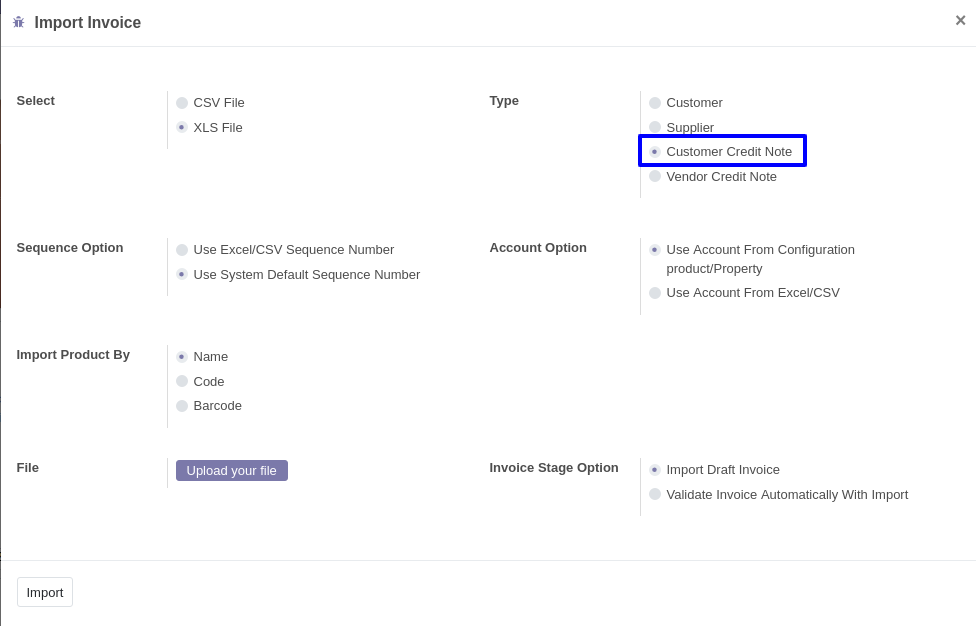 Import Invoice
×
Select
CSV File
XLS File
Type
Customer
Supplier
Customer Credit Note
Vendor Credit Note
Sequence Option
Use Excel/CSV Sequence Number
Use System Default Sequence Number
Account Option
Use Account From Configuration
product/Property
Use Account From Excel/CSV
Import Product By
Name
Code
Barcode
File
Upload your file
Invoice Stage Option
Import Draft Invoice
Validate Invoice Automatically With Import
Import